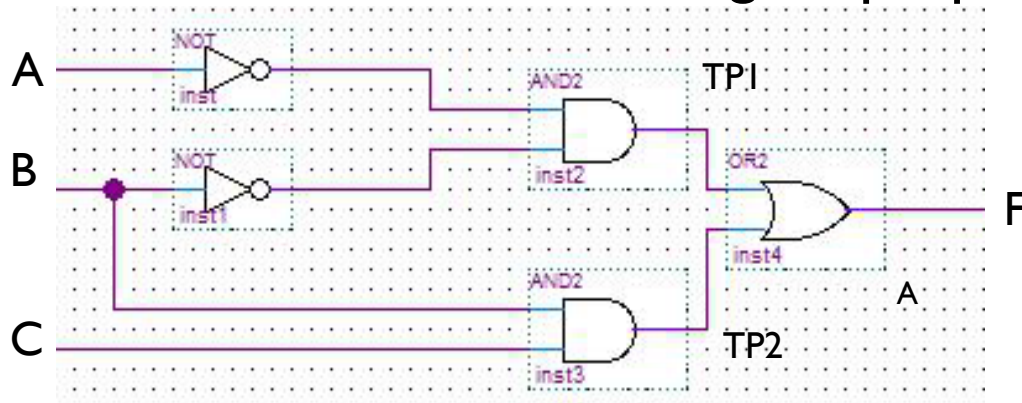 A
NOT
inst
B
NOT
inst1
C
AND2
inst2
TP1
AND2
inst3
TP2
OR2
inst4
F
A